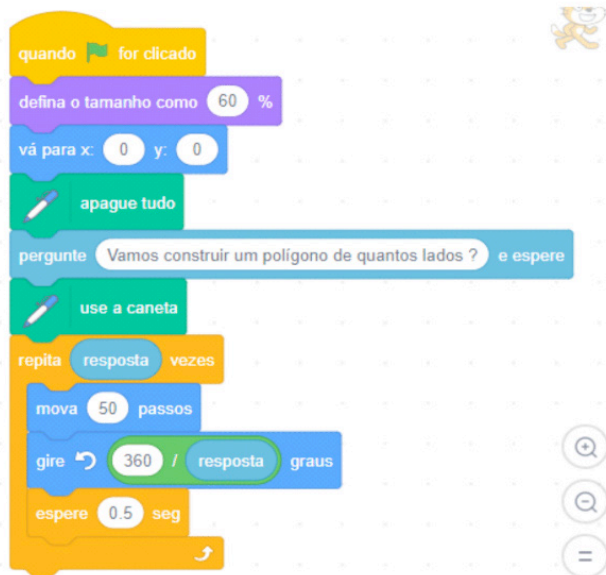 quando for clicado
defina o tamanho como 60 %
vá para x: 0 y: 0
apague tudo
pergunte Vamos construir um polígono de quantos lados ? e espere
use a caneta
repita resposta vezes
mova 50 passos
gire 360 / resposta graus
espere 0.5 seg